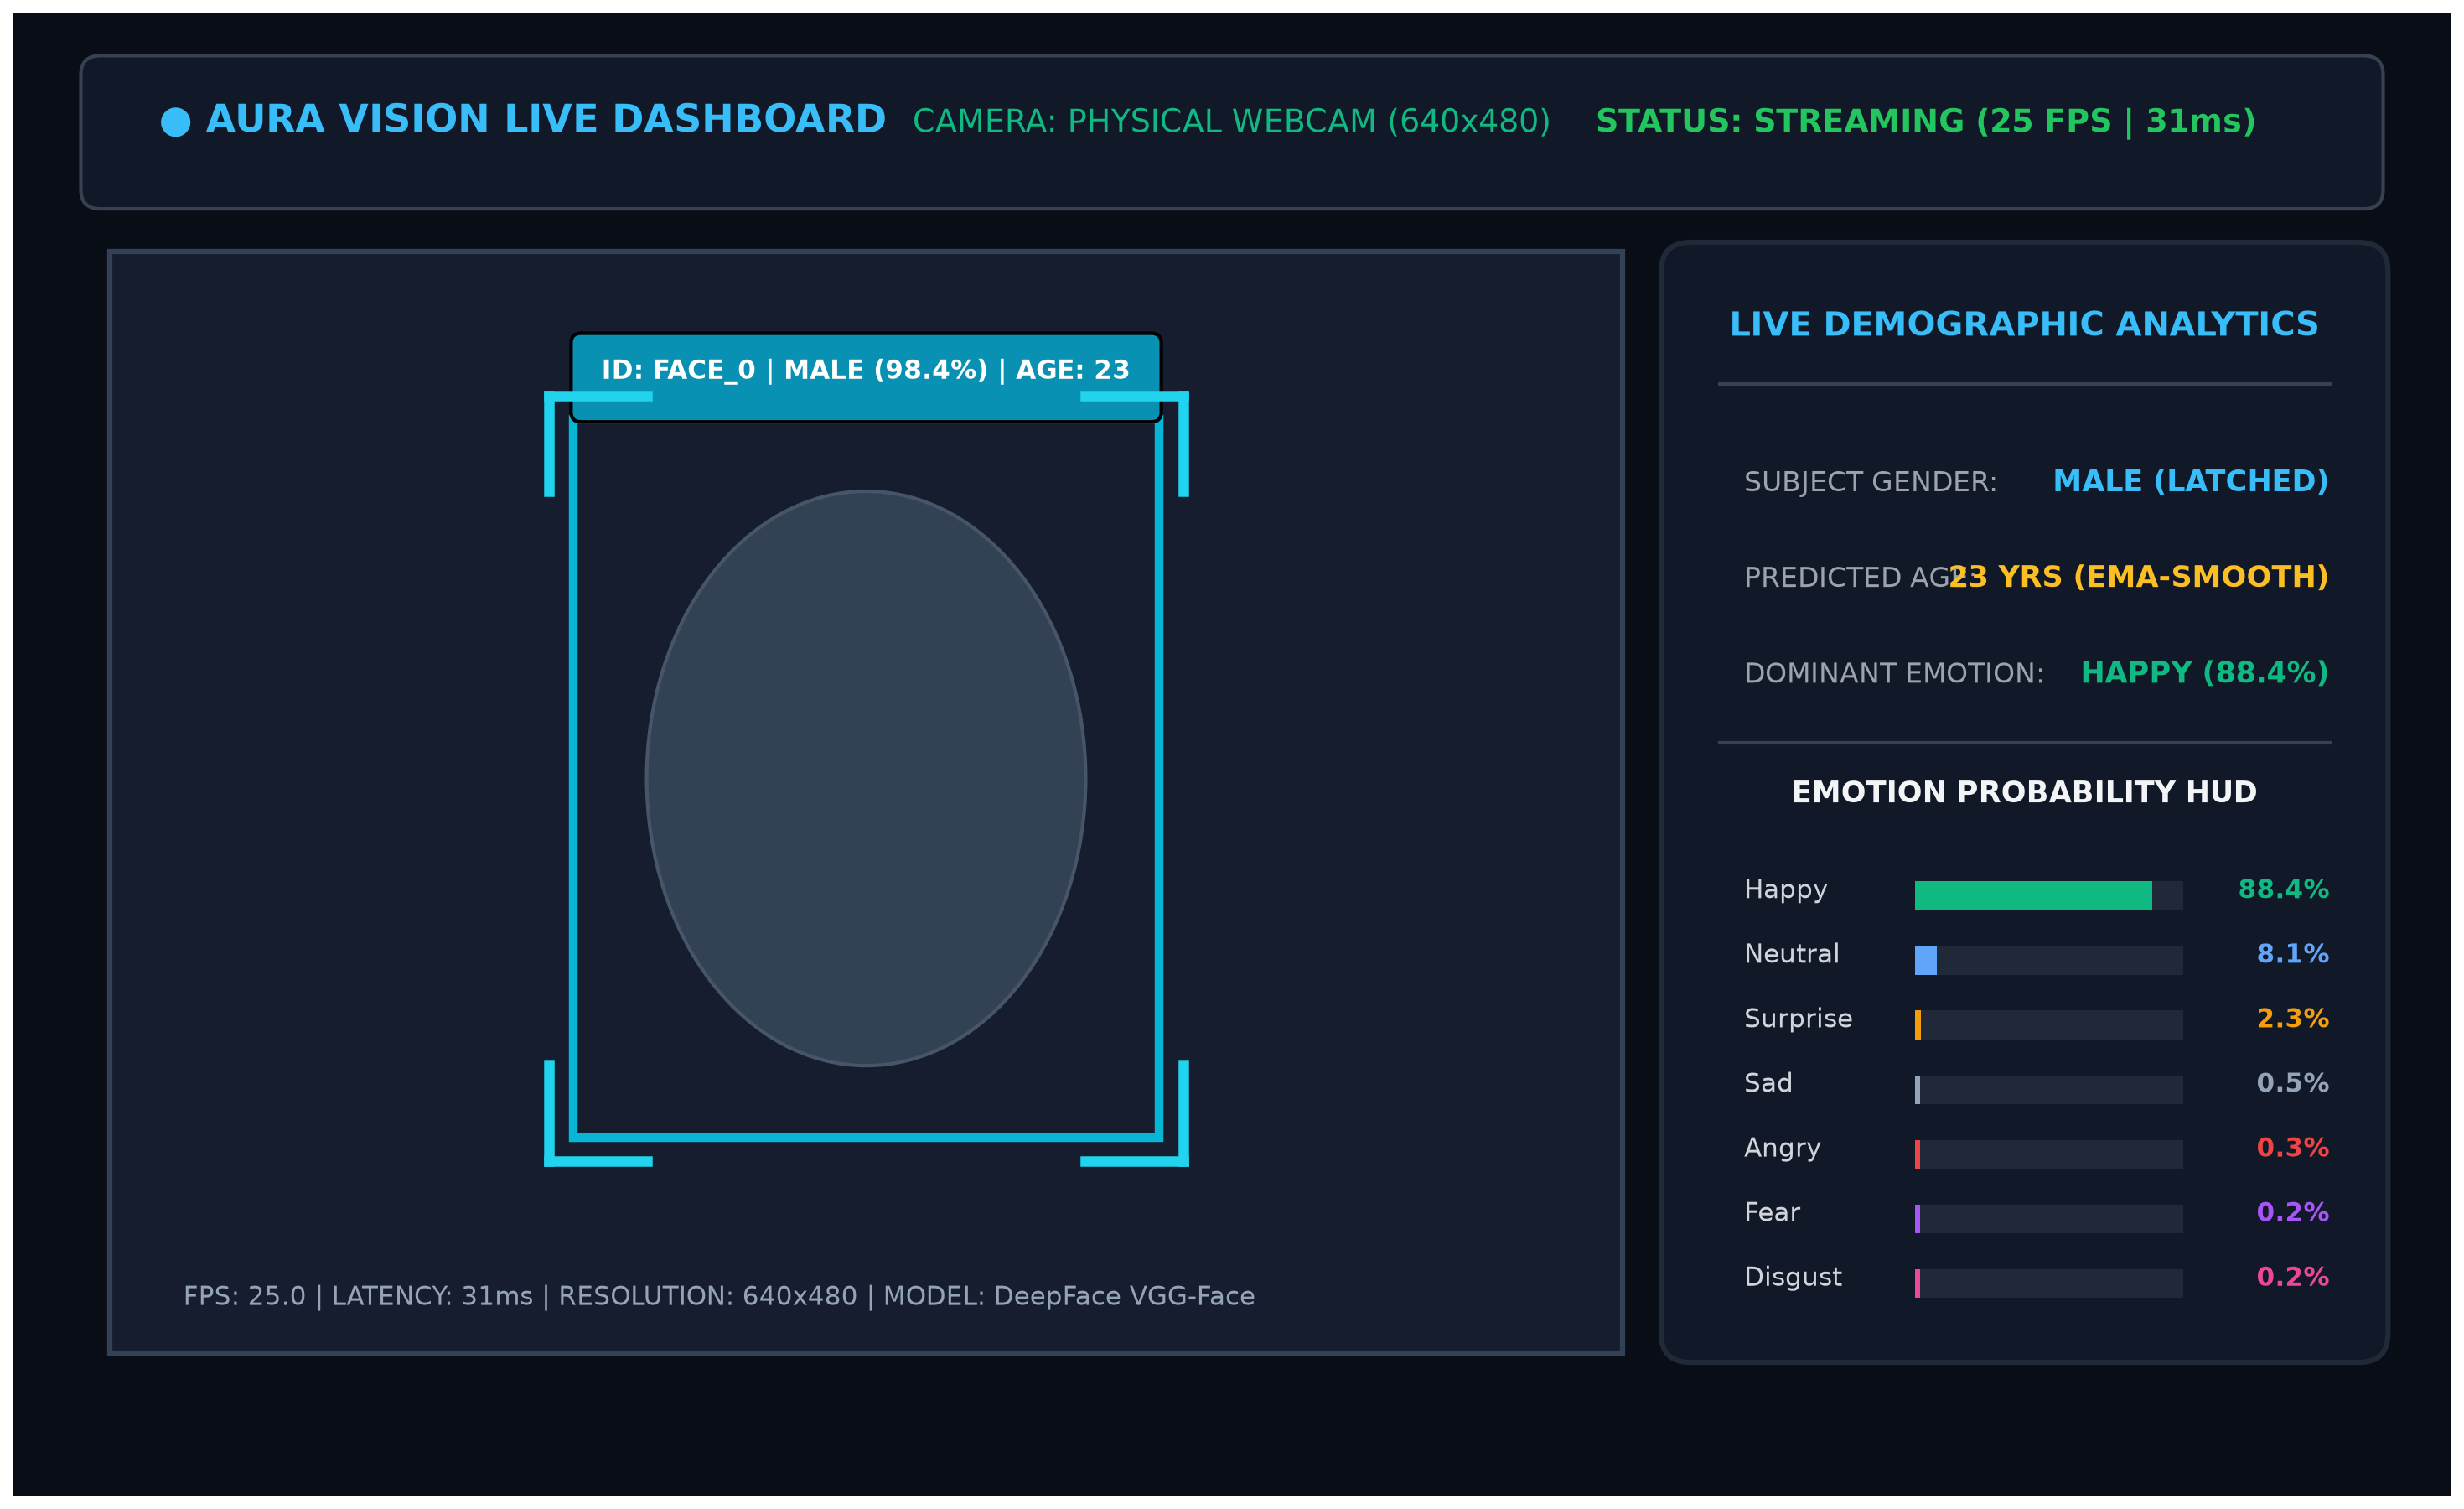 AURA VISION LIVE DASHBOARD CAMERA: PHYSICAL WEBCAM (640x480) STATUS: STREAMING (25 FPS | 31ms)
ID: FACE_0 | MALE (98.4%) | AGE: 23
FPS: 25.0 | LATENCY: 31ms | RESOLUTION: 640x480 | MODEL: DeepFace VGG-Face
LIVE DEMOGRAPHIC ANALYTICS
SUBJECT GENDER: MALE (LATCHED)
PREDICTED AGE 23 YRS (EMA-SMOOTH)
DOMINANT EMOTION: HAPPY (88.4%)
EMOTION PROBABILITY HUD
Happy 88.4%
Neutral 8.1%
Surprise 2.3%
Sad 0.5%
Angry 0.3%
Fear 0.2%
Disgust 0.2%